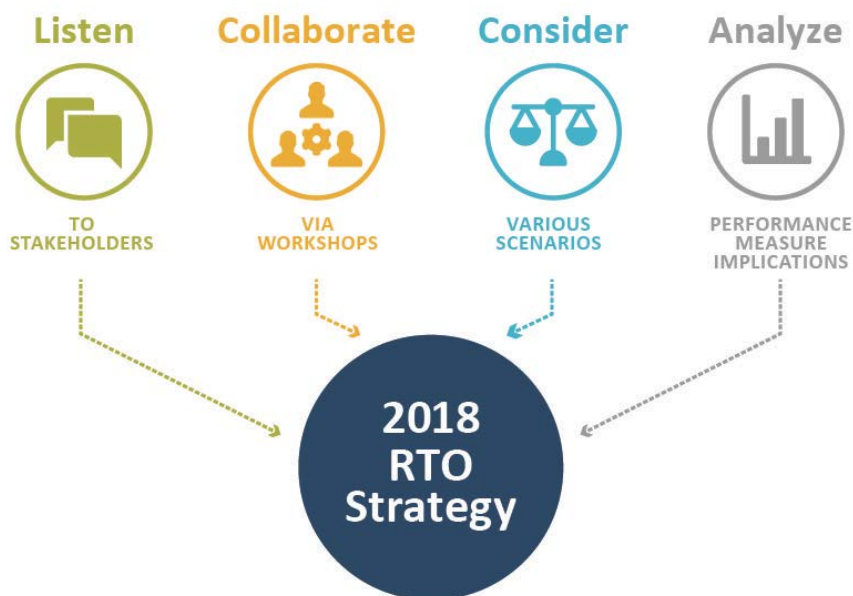 Listen
Collaborate
Consider
Analyze
TO
STAKEHOLDERS
VIA
WORKSHOPS
VARIOUS
SCENARIOS
PERFORMANCE
MEASURE
IMPLICATIONS
2018
RTO
Strategy